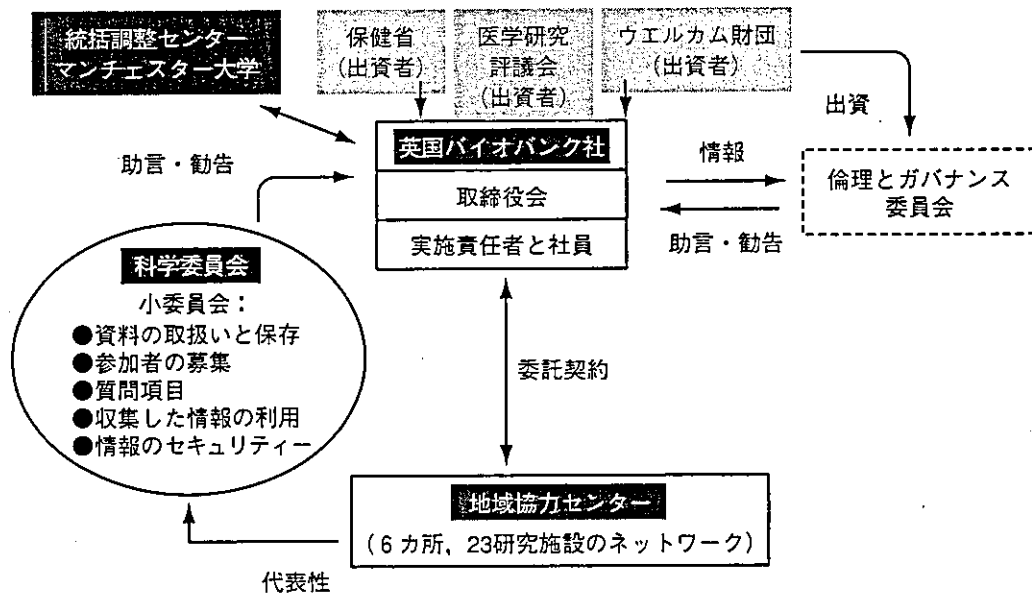 統括調整センター
マンチェスター大学
保健省
(出資者)
医学研究
評議会
(出資者)
ウエルカム財団
(出資者)
出資
英国バイオバンク社
取締役会
実施責任者と社員
助言・勧告
情報
助言・勧告
倫理とガバナンス
委員会
科学委員会
小委員会：
●資料の取扱いと保存
●参加者の募集
●質問項目
●収集した情報の利用
●情報のセキュリティー
委託契約
地域協力センター
(6カ所，23研究施設のネットワーク)
代表性